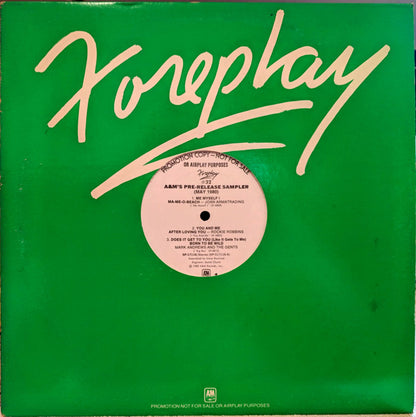 Foreplay
PROMOTION COPY - NOT FOR SALE
OR AIRPLAY PURPOSES
Foreplay
#23
A&M'S PRE-RELEASE SAMPLER
(MAY 1980)
1. ME MYSELF I
MA-ME-O-BEACH - JOAN ARMATRADING
2. YOU AND ME
AFTER LOVING YOU - ROCKIE ROBBINS
3. DOES IT GET TO YOU (Like It Gets To Me)
BORN TO BE WILD
MARK ANDREWS AND THE GENTS
A&M
A&M
PROMOTION NOT FOR SALE OR AIRPLAY PURPOSES